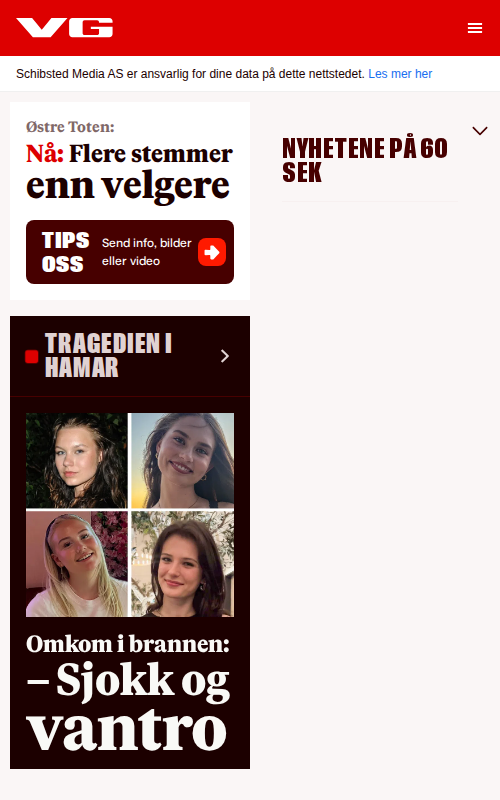 VG
Schibsted Media AS er ansvarlig for dine data på dette nettstedet. Les mer her
Østre Toten:
Nå: Flere stemmer
enn velgere
TIPS
OSS
Send info, bilder
eller video
NYHETENE PÅ 60
SEK
TRAGEDIEN I
HAMAR
Omkom i brannen:
– Sjokk og
vantro